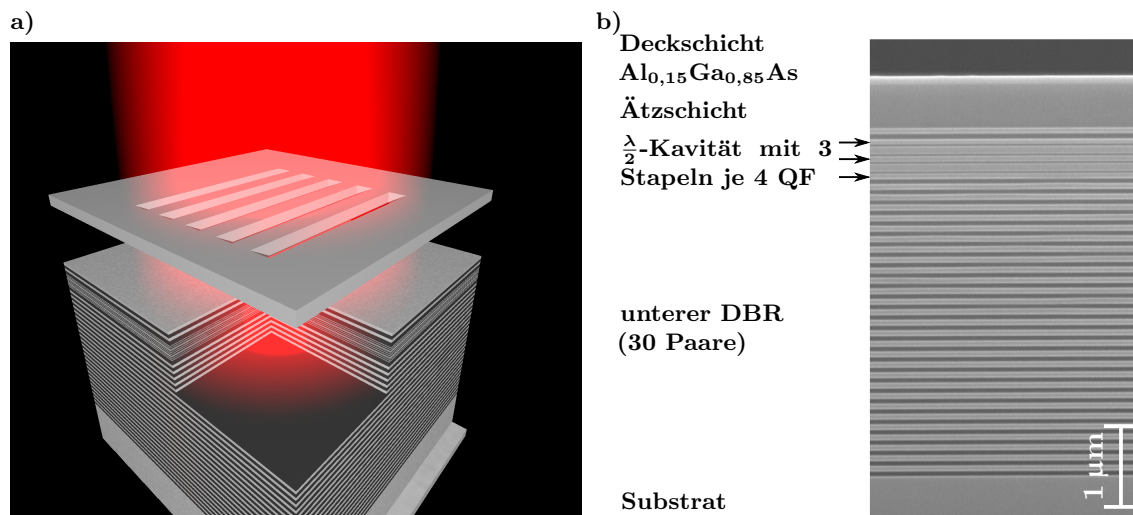 a)
b)
Deckschicht
Al0,15Ga0,85As
Ätzschicht
λ/2-Kavität mit 3
Stapeln je 4 QF
unterer DBR
(30 Paare)
Substrat
1 µm